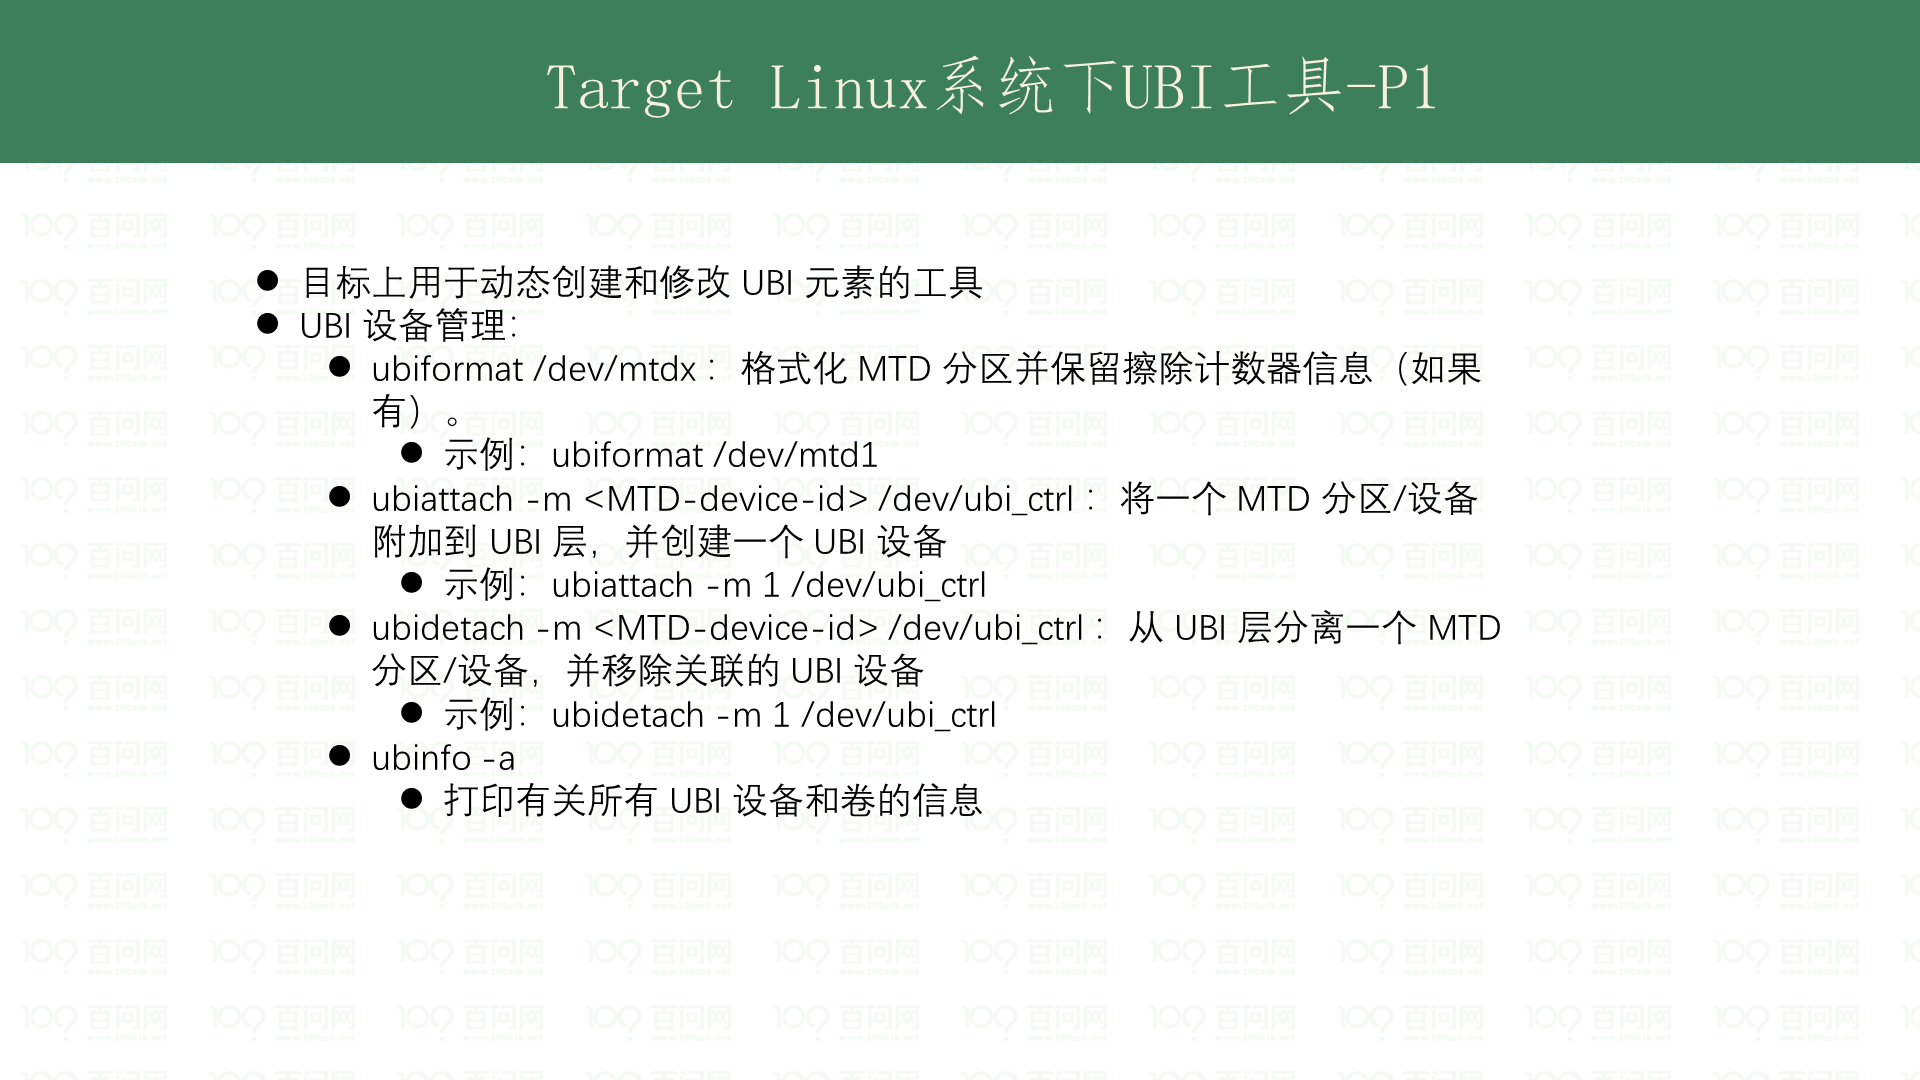 Target Linux系统下UBI工具-P1
● 目标上用于动态创建和修改 UBI 元素的工具
● UBI 设备管理：
● ubiformat /dev/mtdx： 格式化 MTD 分区并保留擦除计数器信息（如果
有）。
● 示例： ubiformat /dev/mtd1
● ubiattach -m <MTD-device-id> /dev/ubi_ctrl： 将一个 MTD 分区/设备
附加到 UBI 层，并创建一个 UBI 设备
● 示例： ubiattach -m 1 /dev/ubi_ctrl
● ubidetach -m <MTD-device-id> /dev/ubi_ctrl： 从 UBI 层分离一个 MTD
分区/设备，并移除关联的 UBI 设备
● 示例： ubidetach -m 1 /dev/ubi_ctrl
● ubinfo -a
● 打印有关所有 UBI 设备和卷的信息
百问网
www.100ask.net